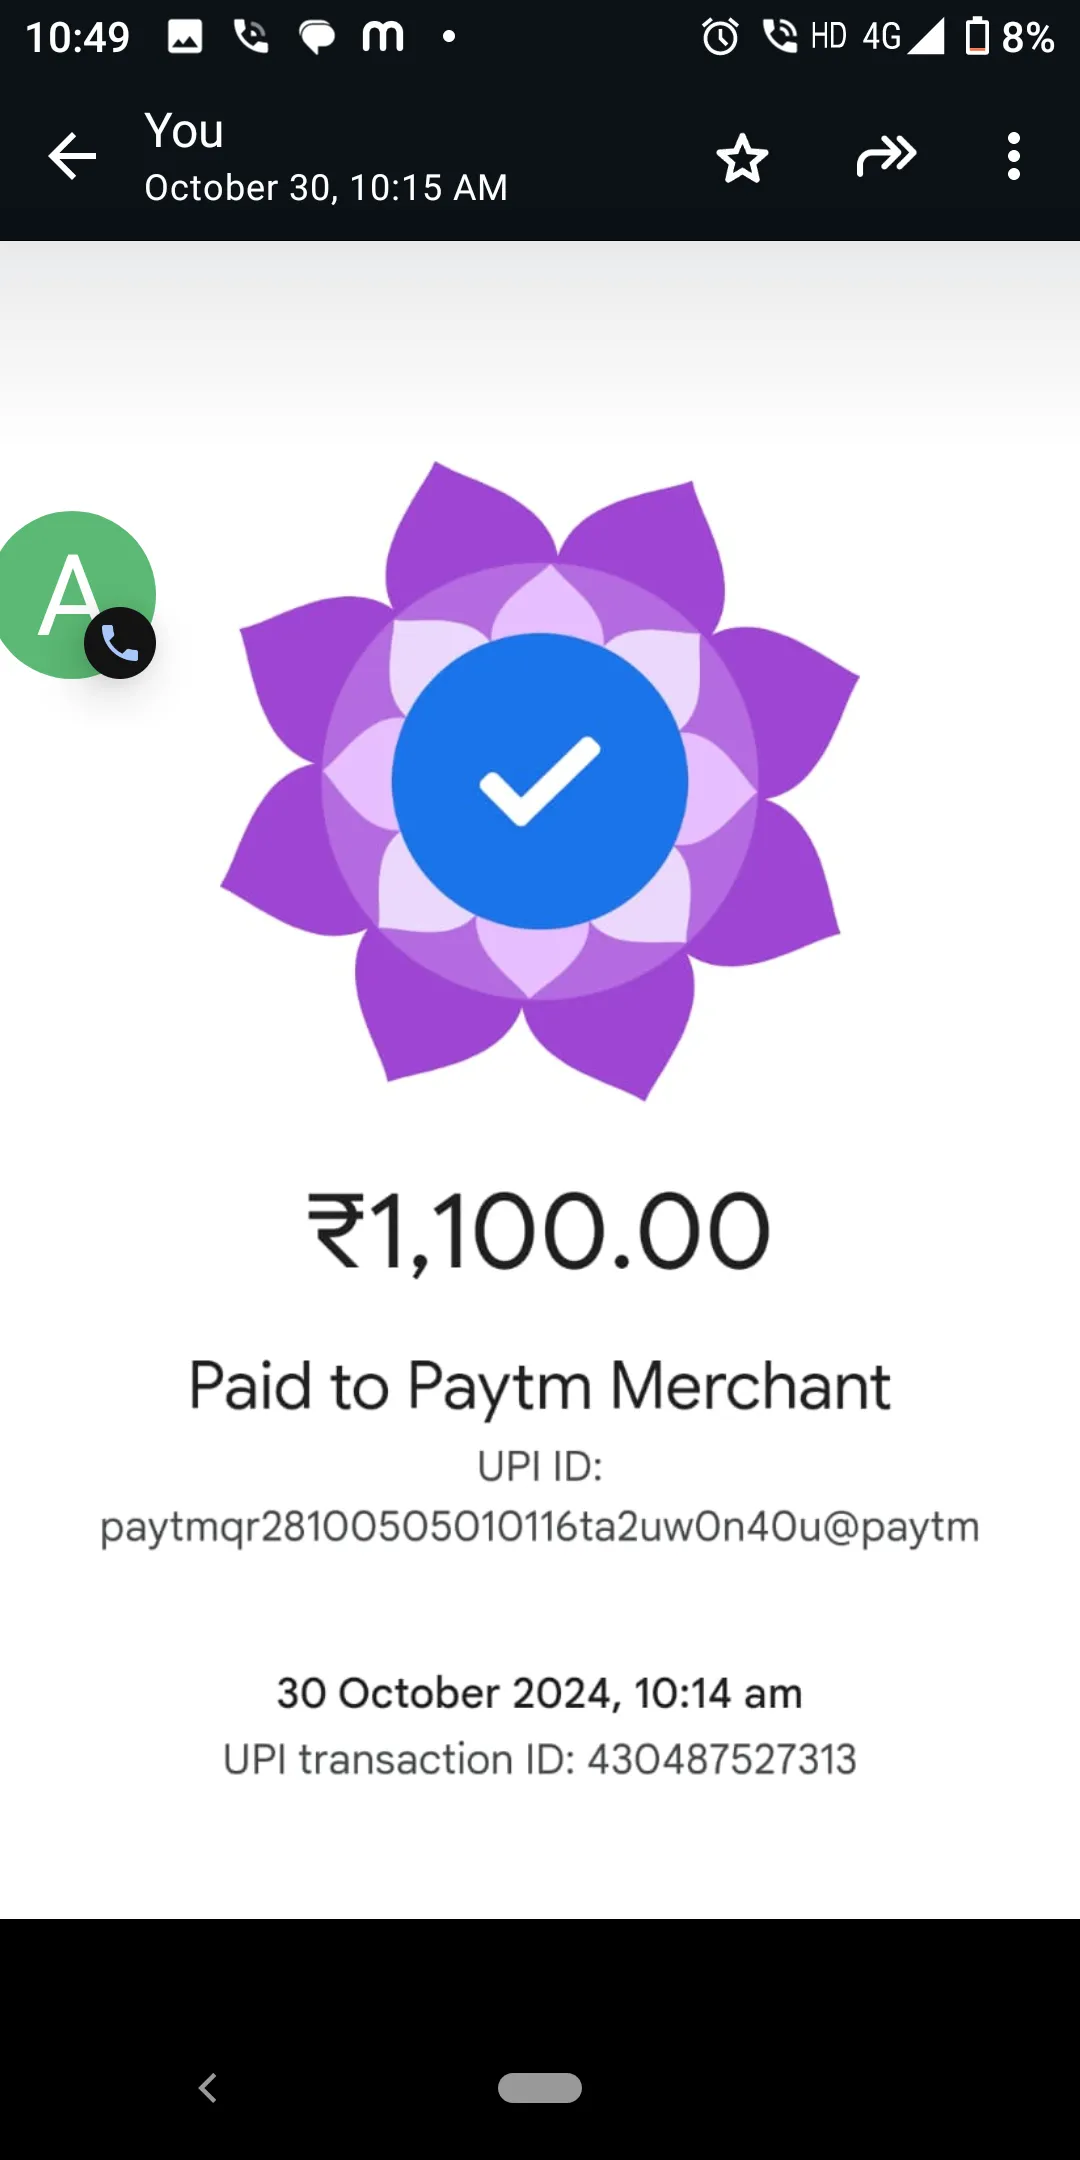 10:49 HD 4G 8%
You
October 30, 10:15 AM
A
₹1,100.00
Paid to Paytm Merchant
UPI ID:
paytmqr28100505010116ta2uw0n40u@paytm
30 October 2024, 10:14 am
UPI transaction ID: 430487527313